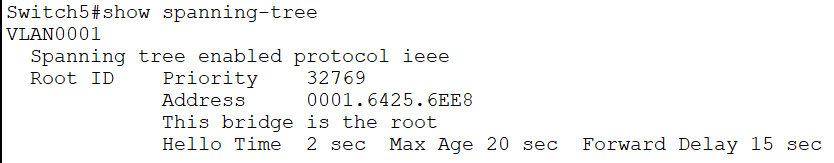 Switch5#show spanning-tree
VLAN0001
  Spanning tree enabled protocol ieee
  Root ID    Priority    32769
             Address     0001.6425.6EE8
             This bridge is the root
             Hello Time  2 sec  Max Age 20 sec  Forward Delay 15 sec